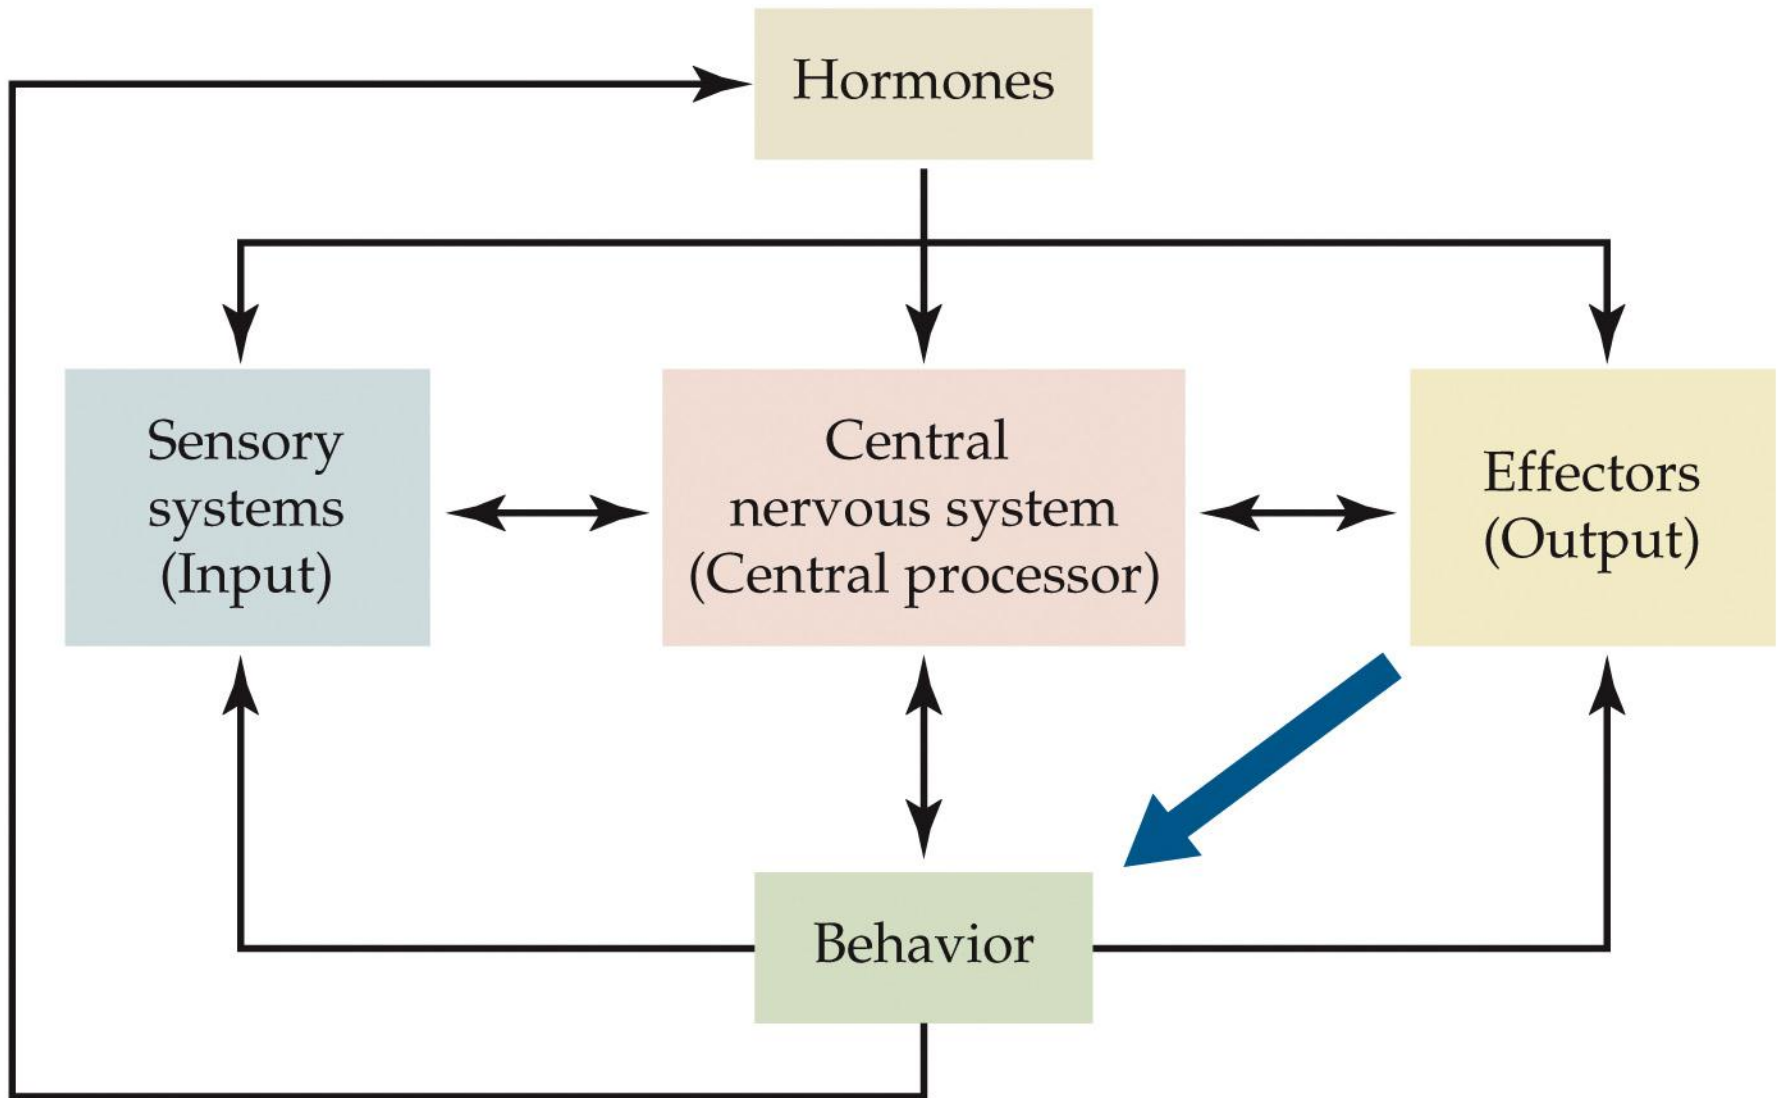 Hormones
Sensory
systems
(Input)
Central
nervous system
(Central processor)
Effectors
(Output)
Behavior